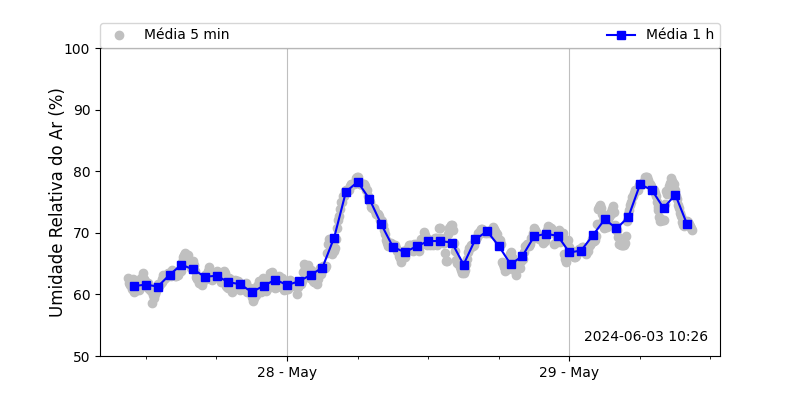 Média 5 min
Média 1 h
100
90
80
70
60
50
Umidade Relativa do Ar (%)
2024-06-03 10:26
28 - May
29 - May